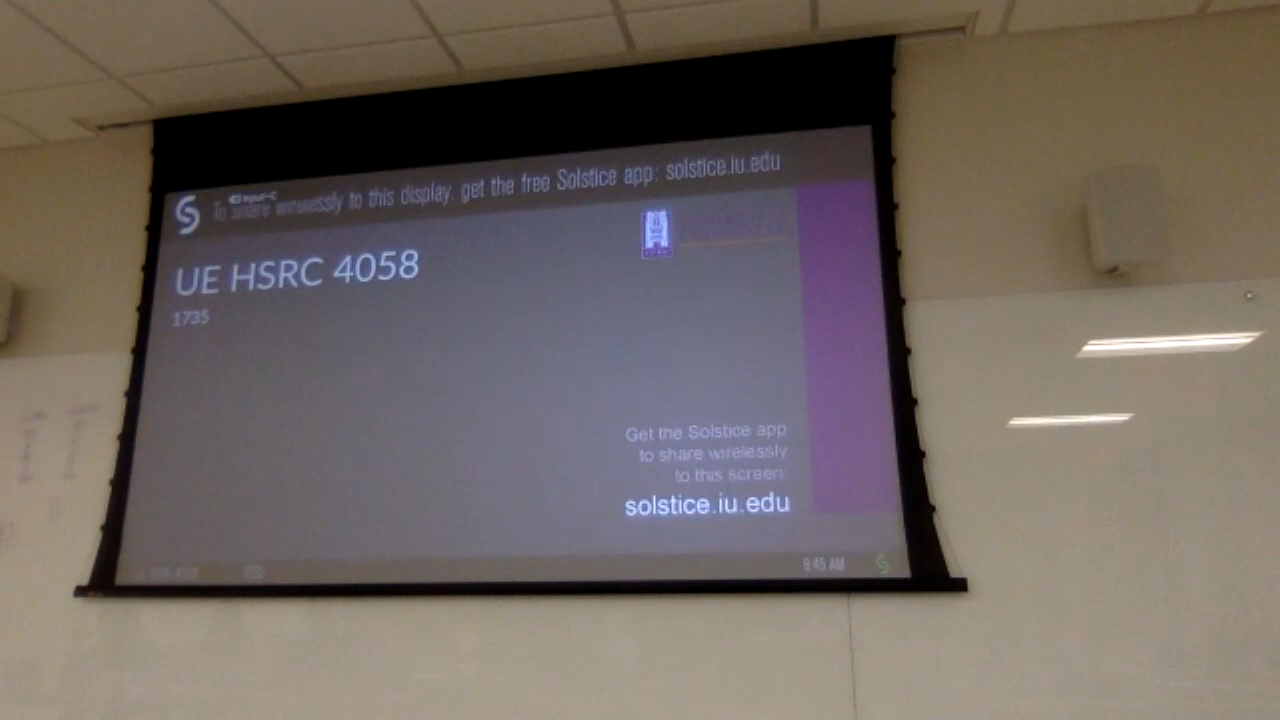 To share wirelessly to this display, get the free Solstice app: solstice.iu.edu
Input-C
UE HSRC 4058
1735
Get the Solstice app
to share wirelessly
to this screen.
solstice.iu.edu
9:45 AM